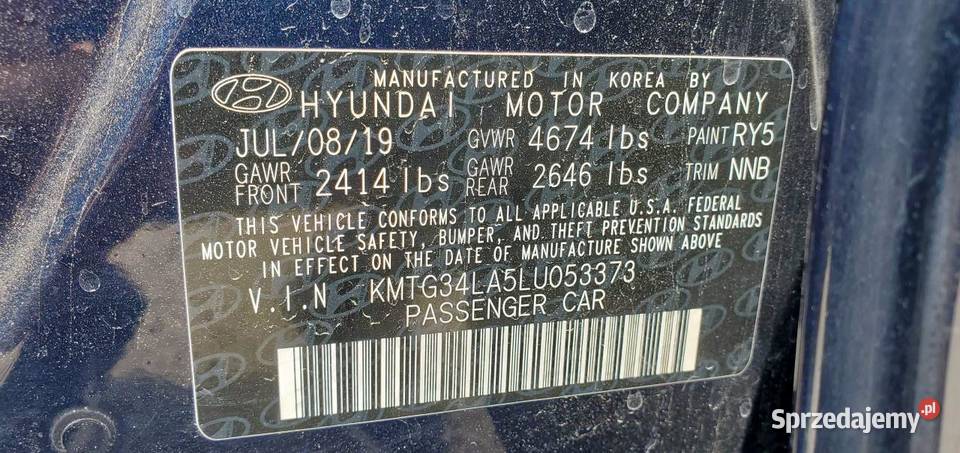 MANUFACTURED IN KOREA BY
HYUNDAI MOTOR COMPANY
JUL/08/19 GVWR 4674 lbs PAINT RY5
GAWR FRONT 2414 lbs GAWR REAR 2646 lbs TRIM NNB
THIS VEHICLE CONFORMS TO ALL APPLICABLE U.S.A. FEDERAL
MOTOR VEHICLE SAFETY, BUMPER, AND THEFT PREVENTION STANDARDS
IN EFFECT ON THE DATE OF MANUFACTURE SHOWN ABOVE
V.I.N KMTG34LA5LU053373
PASSENGER CAR
Sprzedajemy.pl